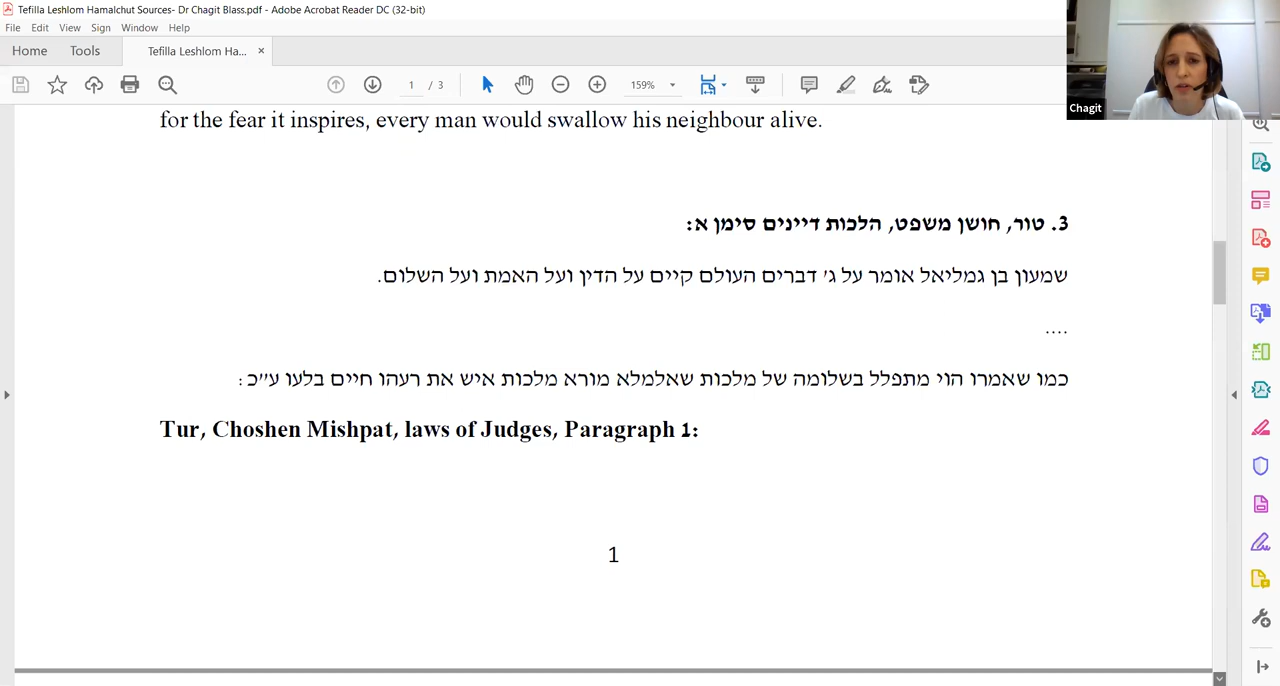 Tefilla Leshlom Hamalchut Sources- Dr Chagit Blass.pdf - Adobe Acrobat Reader DC (32-bit)
File Edit View Sign Window Help
Home Tools Tefilla Leshlom Ha... ×
1 / 3 159%
Chagit
for the fear it inspires, every man would swallow his neighbour alive.
3. טור, חושן משפט, הלכות דיינים סימן א:
שמעון בן גמליאל אומר על ג' דברים העולם קיים על הדין ועל האמת ועל השלום.
....
כמו שאמרו הוי מתפלל בשלומה של מלכות שאלמלא מורא מלכות איש את רעהו חיים בלעו ע"כ:
Tur, Choshen Mishpat, laws of Judges, Paragraph 1:
1